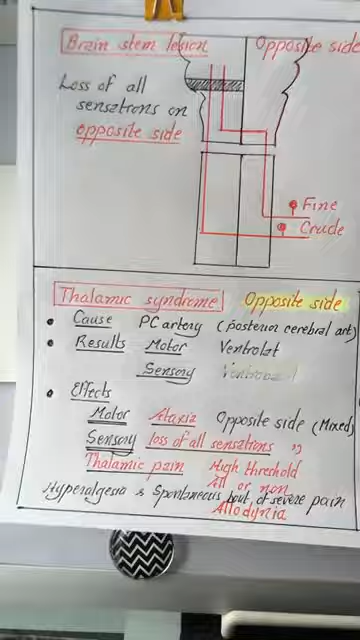 Brain stem lesion
Opposite side
Loss of all
sensations on
opposite side
Fine
Crude
Thalamic syndrome Opposite side
Cause PC artery (posterior cerebral art)
Results Motor Ventrolat
Sensory
Effects
Motor Ataxia Opposite side (Mixed)
Sensory loss of all sensations ,,
Thalamic pain High threshold
All or non
Hyperalgesia & Spontaneous bout of severe pain
Allodynia